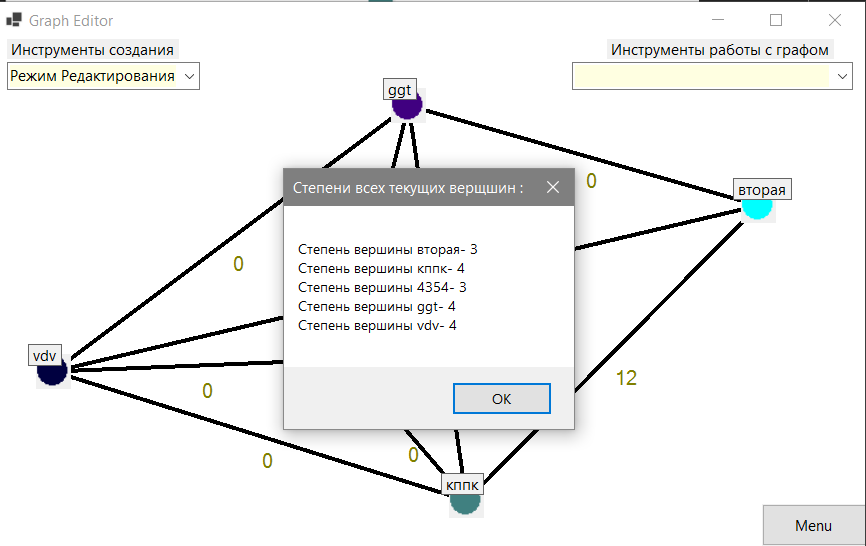 Graph Editor
Инструменты создания
Инструменты работы с графом
Режим Редактирования
ggt
0
вторая
Степени всех текущих верщшин :
Степень вершины вторая- 3
Степень вершины кппк- 4
Степень вершины 4354- 3
Степень вершины ggt- 4
Степень вершины vdv- 4
0
vdv
12
0
OK
0
0
кппк
Menu